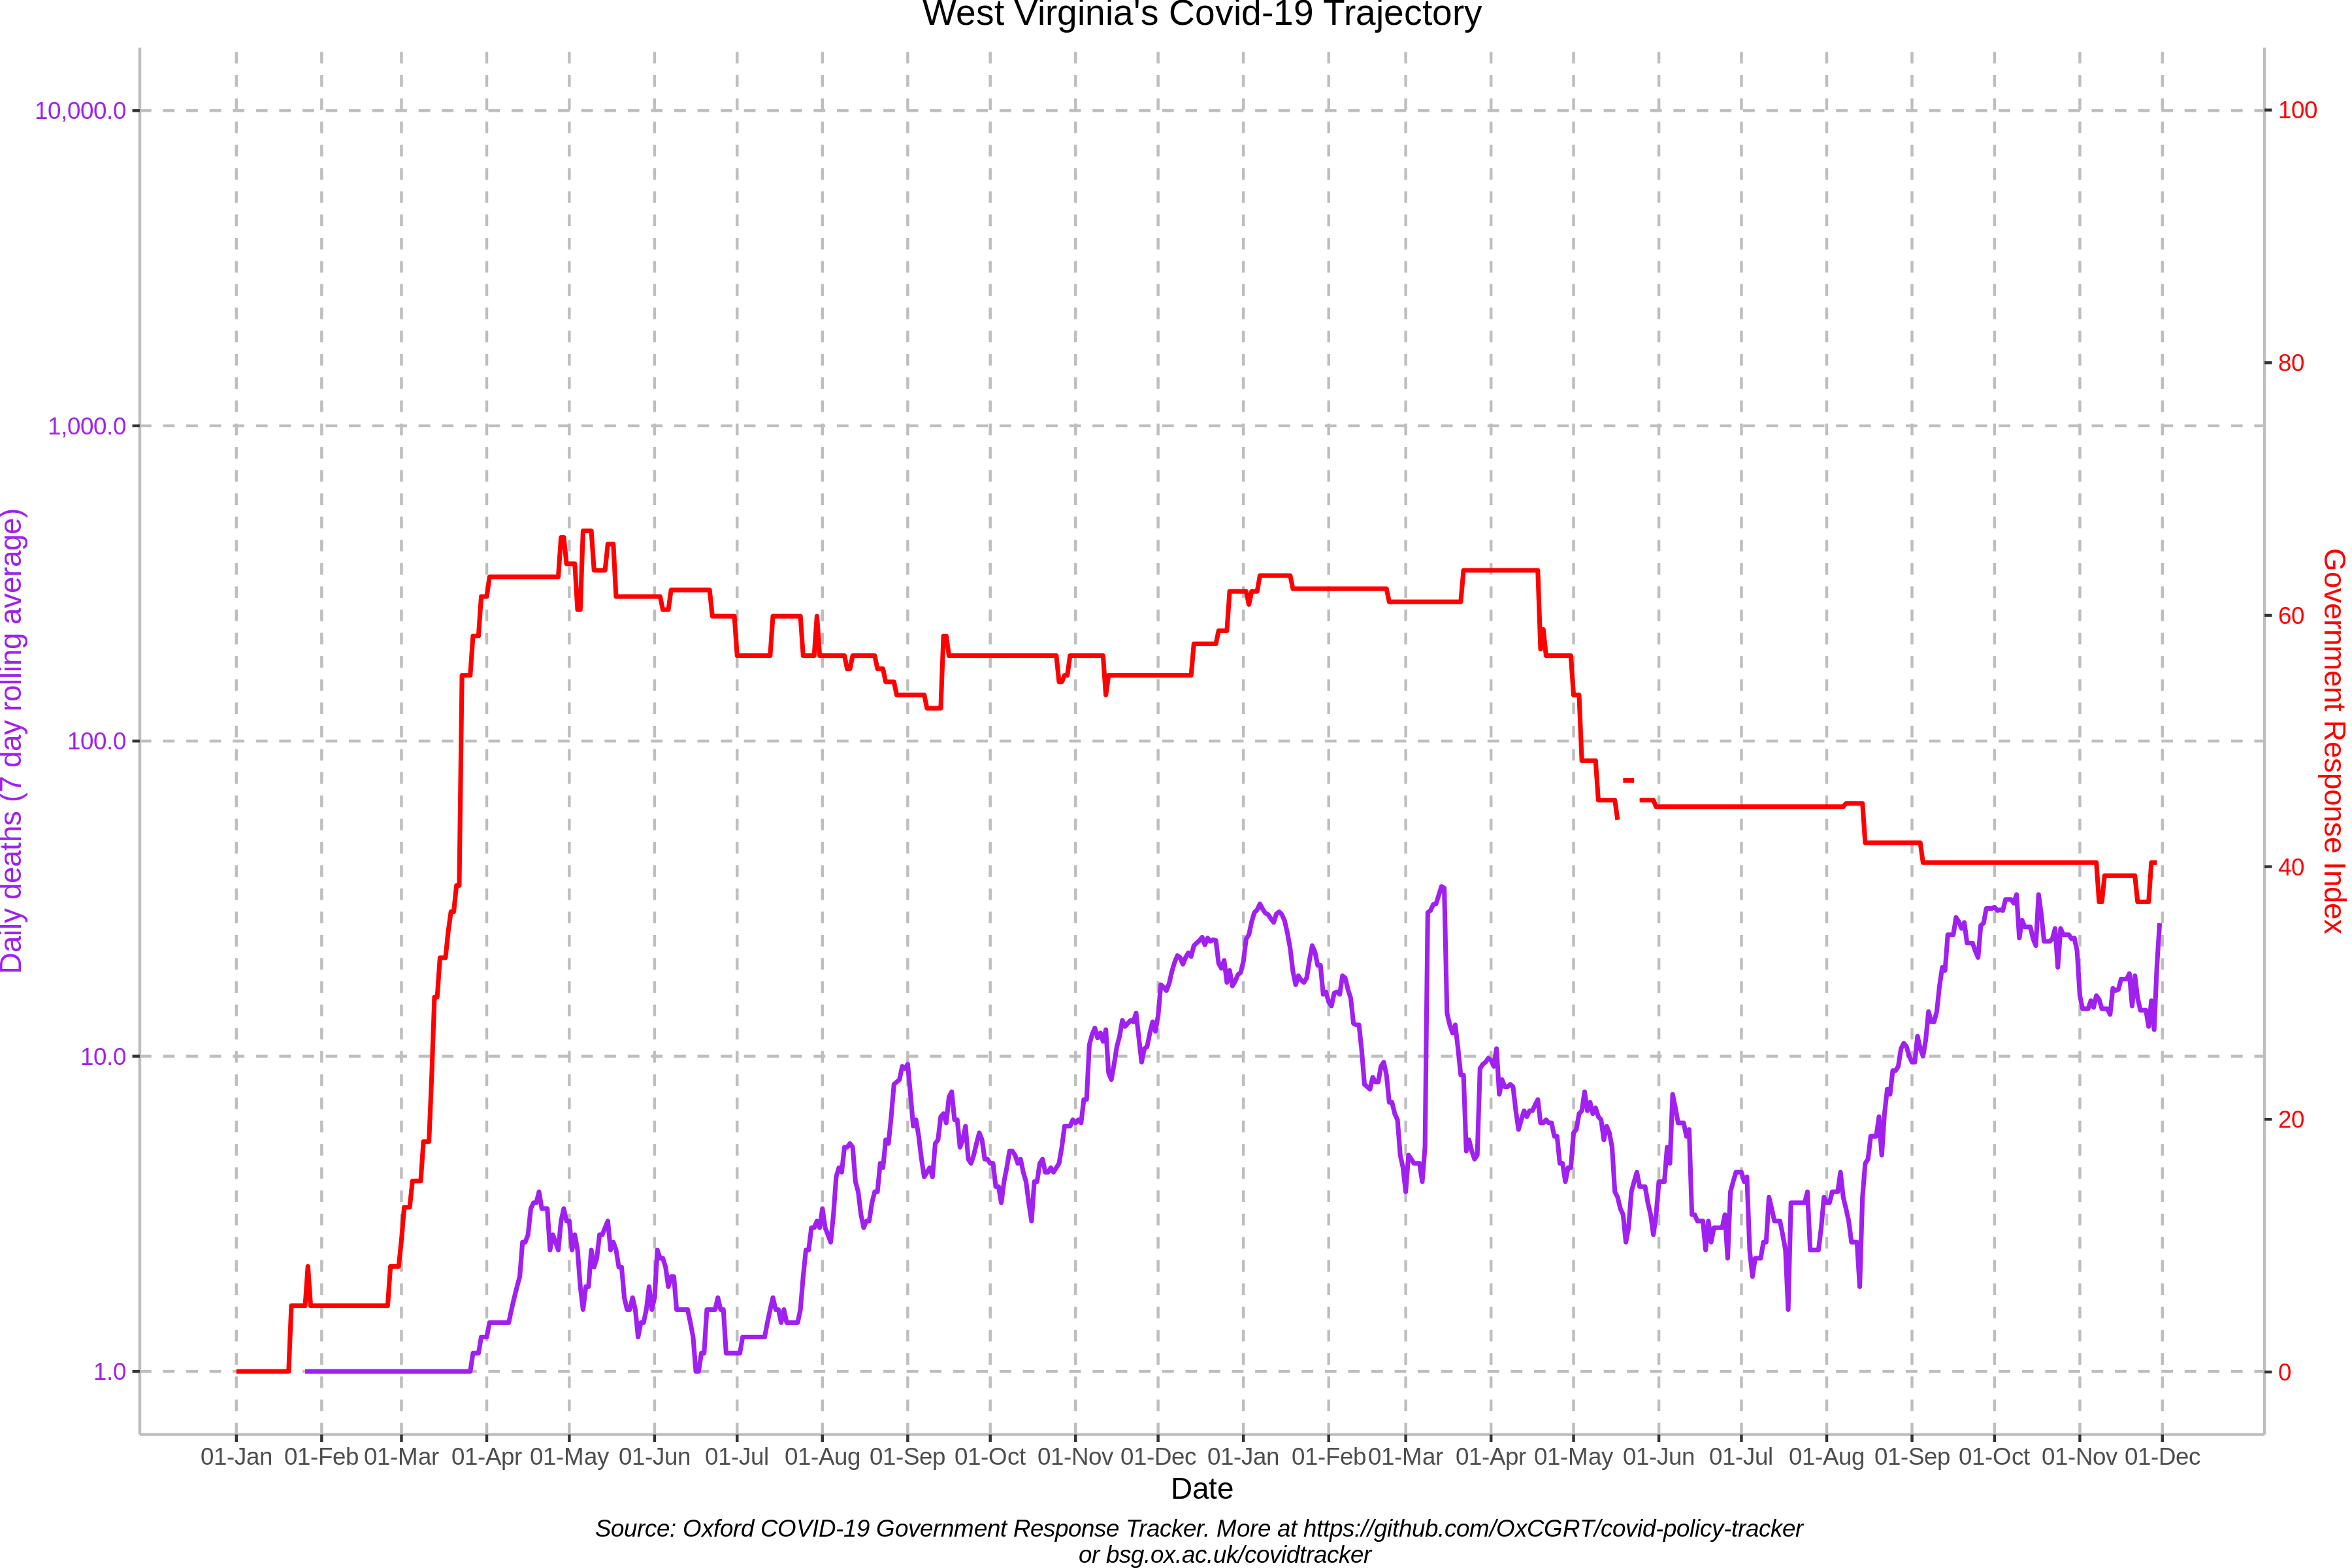 West Virginia's Covid-19 Trajectory
10,000.0
1,000.0
100.0
10.0
1.0
Daily deaths (7 day rolling average)
100
80
60
40
20
0
Government Response Index
01-Jan 01-Feb 01-Mar 01-Apr 01-May 01-Jun 01-Jul 01-Aug 01-Sep 01-Oct 01-Nov 01-Dec 01-Jan 01-Feb 01-Mar 01-Apr 01-May 01-Jun 01-Jul 01-Aug 01-Sep 01-Oct 01-Nov 01-Dec
Date
Source: Oxford COVID-19 Government Response Tracker. More at https://github.com/OxCGRT/covid-policy-tracker
or bsg.ox.ac.uk/covidtracker